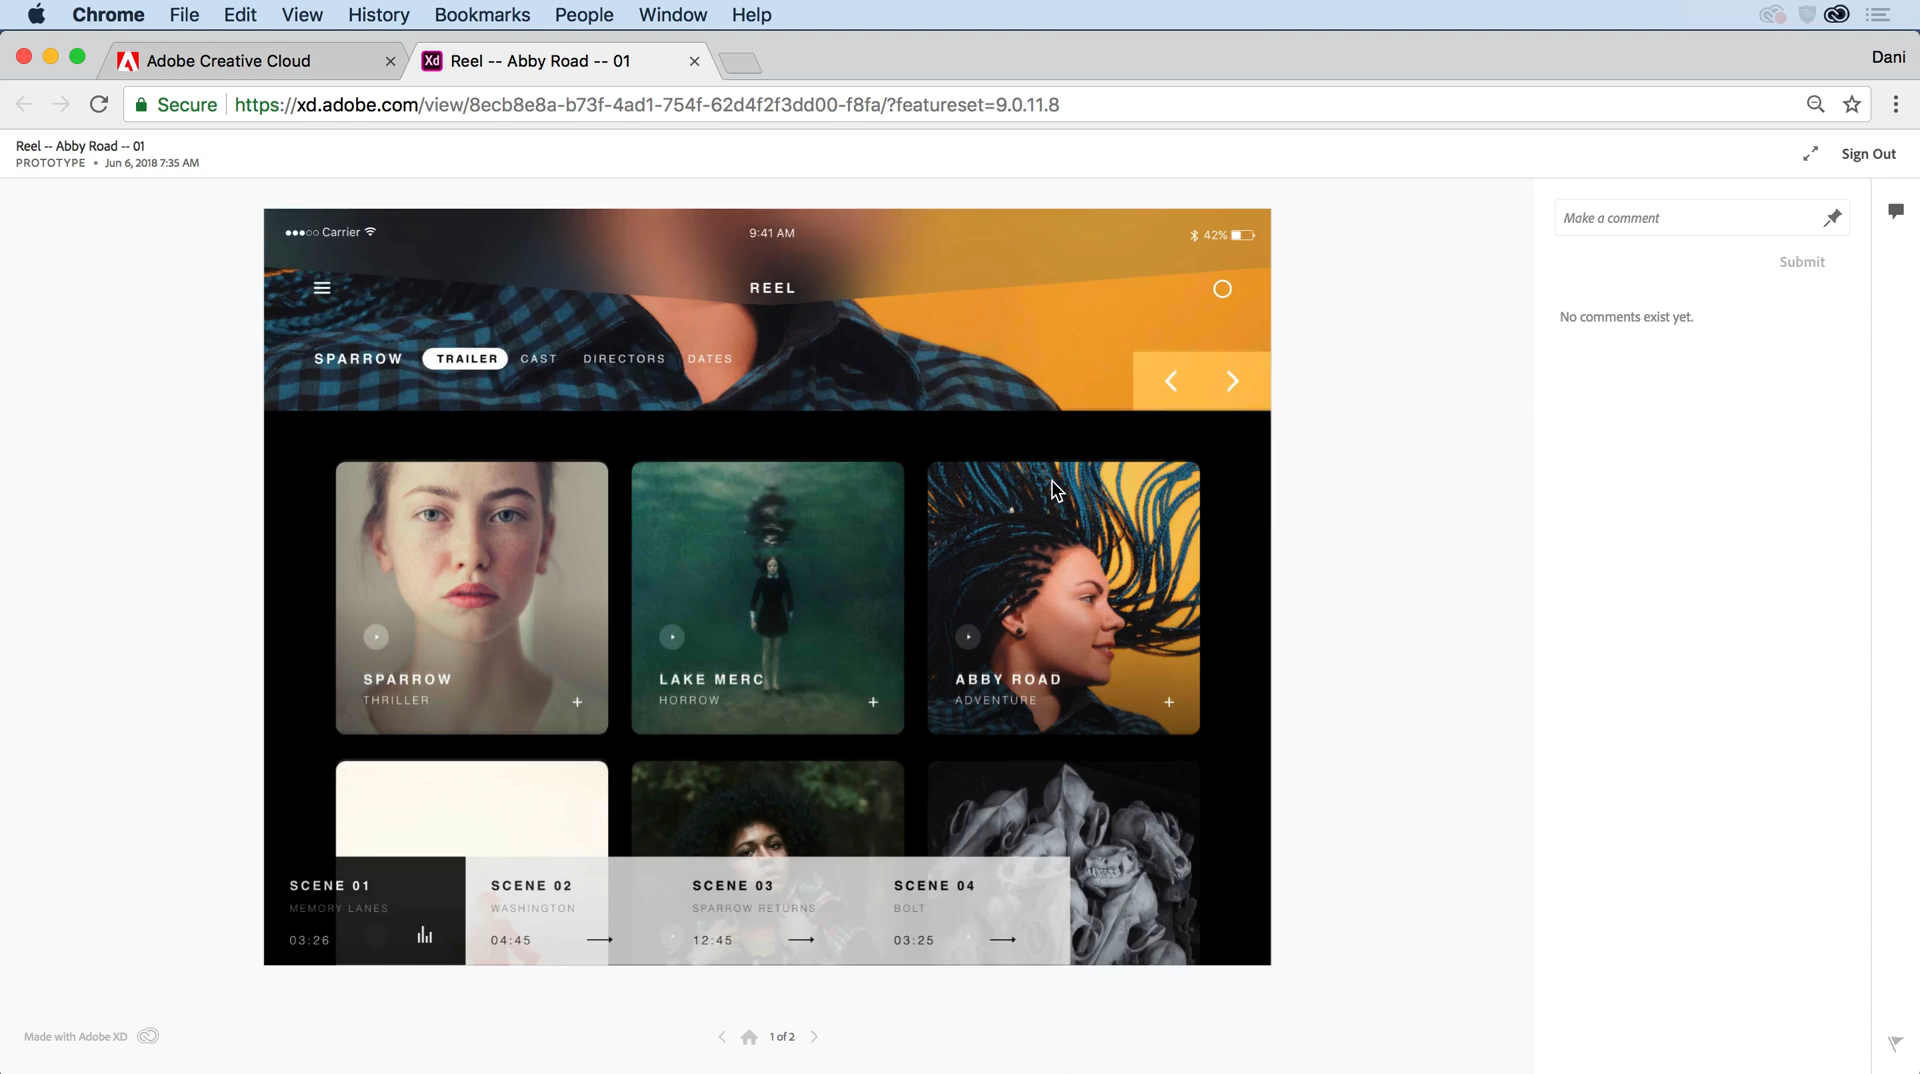 Chrome File Edit View History Bookmarks People Window Help
Adobe Creative Cloud
Xd Reel -- Abby Road -- 01
Dani
Secure https://xd.adobe.com/view/8ecb8e8a-b73f-4ad1-754f-62d4f2f3dd00-f8fa/?featureset=9.0.11.8
Reel -- Abby Road -- 01
PROTOTYPE • Jun 6, 2018 7:35 AM
Sign Out
Carrier 9:41 AM 42%
REEL
SPARROW TRAILER CAST DIRECTORS DATES
Make a comment
Submit
No comments exist yet.
SPARROW
THRILLER
LAKE MERC
HORROW
ABBY ROAD
ADVENTURE
SCENE 01
MEMORY LANES
03:26
SCENE 02
WASHINGTON
04:45
SCENE 03
SPARROW RETURNS
12:45
SCENE 04
BOLT
03:25
Made with Adobe XD
1 of 2